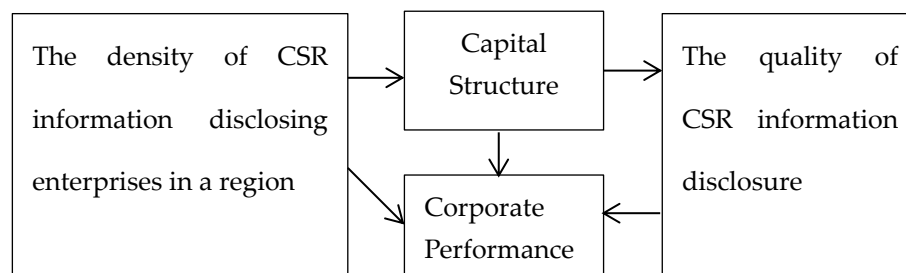 The density of CSR
information disclosing
enterprises in a region
Capital
Structure
Corporate
Performance
The quality of
CSR information
disclosure